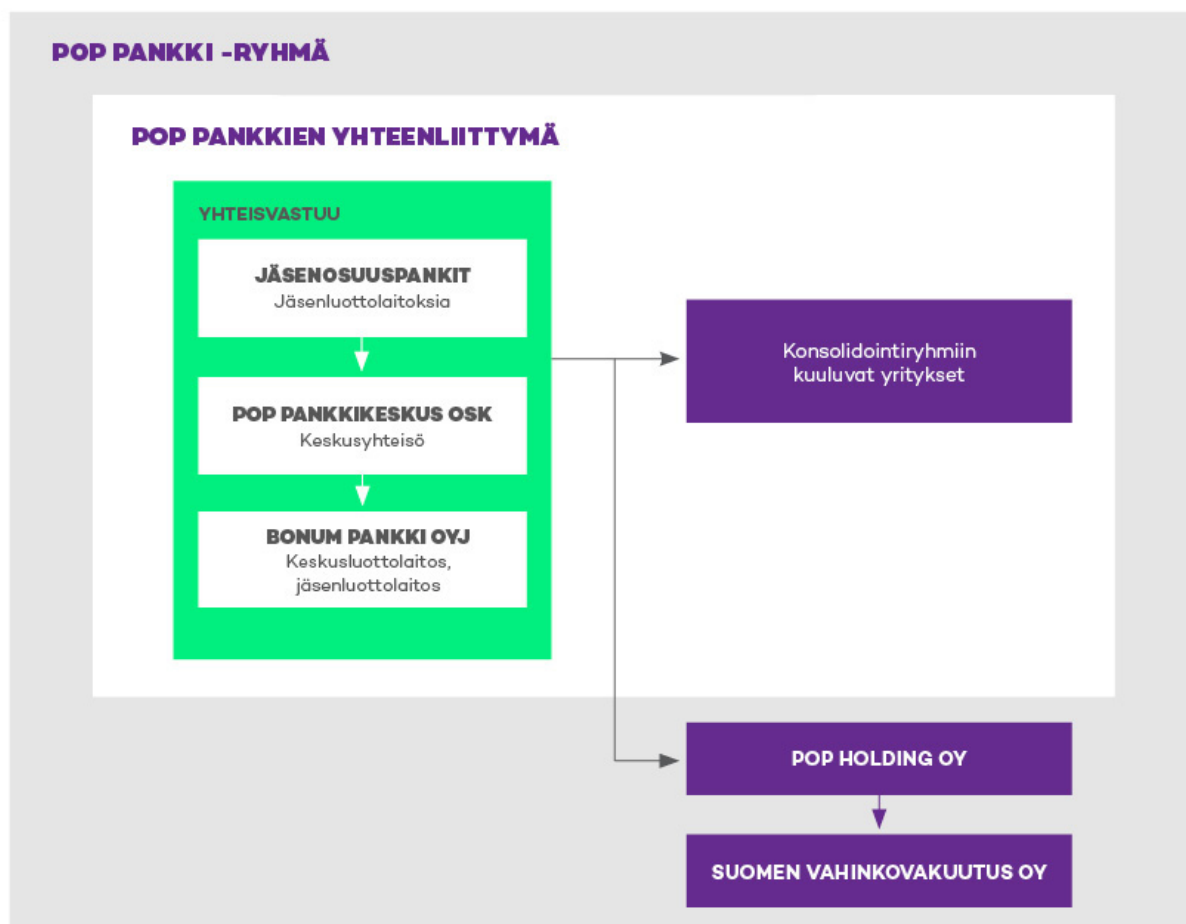 POP PANKKI -RYHMÄ
POP PANKKIEN YHTEENLIITTYMÄ
YHTEISVASTUU
JÄSENOSUUSPANKIT
Jäsenluottolaitoksia
POP PANKKIKESKUS OSK
Keskusyhteisö
BONUM PANKKI OYJ
Keskusluottolaitos,
jäsenluottolaitos
Konsolidointiryhmiin
kuuluvat yritykset
POP HOLDING OY
SUOMEN VAHINKOVAKUUTUS OY